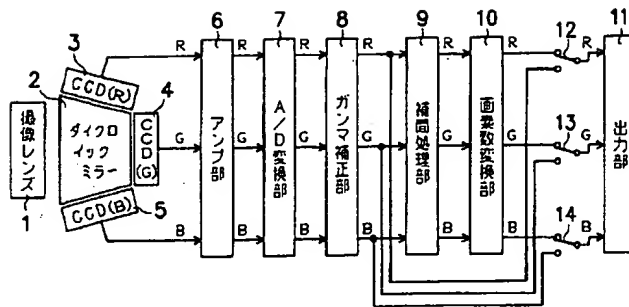 6 7 8 9 10 11
12
3
R R R R R R
CCD(R)
2
4
撮像レンズ
ダイクロ
イック
ミラー
CCD(G)
G G G G G G
アンプ部
A/D変換部
ガンマ補正部
補間処理部
画素数変換部
出力部
13
1
CCD(B)
5
B B B B B B
14